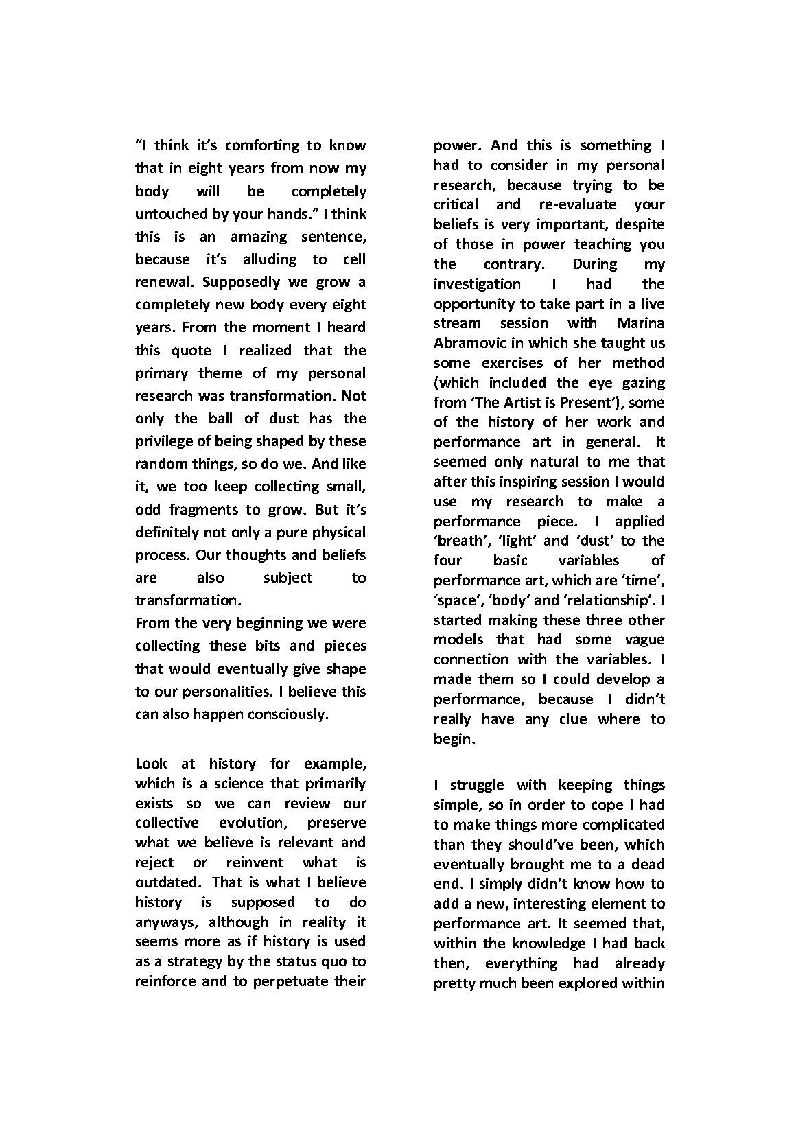 “I think it’s comforting to know
that in eight years from now my
body will be completely
untouched by your hands.” I think
this is an amazing sentence,
because it’s alluding to cell
renewal. Supposedly we grow a
completely new body every eight
years. From the moment I heard
this quote I realized that the
primary theme of my personal
research was transformation. Not
only the ball of dust has the
privilege of being shaped by these
random things, so do we. And like
it, we too keep collecting small,
odd fragments to grow. But it’s
definitely not only a pure physical
process. Our thoughts and beliefs
are also subject to
transformation.
From the very beginning we were
collecting these bits and pieces
that would eventually give shape
to our personalities. I believe this
can also happen consciously.

Look at history for example,
which is a science that primarily
exists so we can review our
collective evolution, preserve
what we believe is relevant and
reject or reinvent what is
outdated. That is what I believe
history is supposed to do
anyways, although in reality it
seems more as if history is used
as a strategy by the status quo to
reinforce and to perpetuate their
power. And this is something I
had to consider in my personal
research, because trying to be
critical and re-evaluate your
beliefs is very important, despite
of those in power teaching you
the contrary. During my
investigation I had the
opportunity to take part in a live
stream session with Marina
Abramovic in which she taught us
some exercises of her method
(which included the eye gazing
from ‘The Artist is Present’), some
of the history of her work and
performance art in general. It
seemed only natural to me that
after this inspiring session I would
use my research to make a
performance piece. I applied
‘breath’, ‘light’ and ‘dust’ to the
four basic variables of
performance art, which are ‘time’,
‘space’, ‘body’ and ‘relationship’. I
started making these three other
models that had some vague
connection with the variables. I
made them so I could develop a
performance, because I didn’t
really have any clue where to
begin.

I struggle with keeping things
simple, so in order to cope I had
to make things more complicated
than they should’ve been, which
eventually brought me to a dead
end. I simply didn’t know how to
add a new, interesting element to
performance art. It seemed that,
within the knowledge I had back
then, everything had already
pretty much been explored within